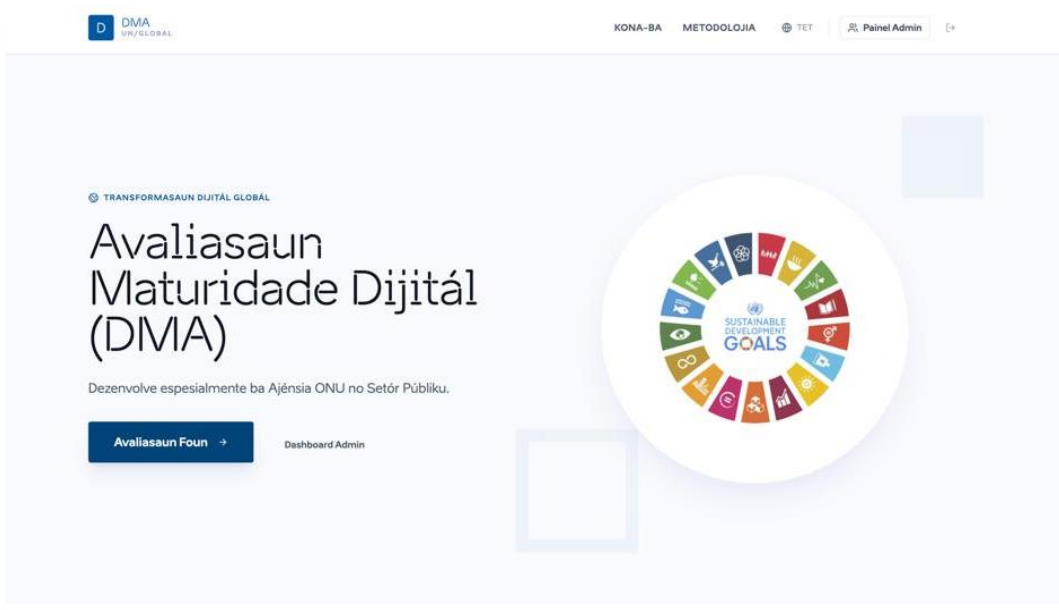 D
DMA
UN/GLOBAL
KONA-BA
METODOLOJIA
TET
Painel Admin
TRANSFORMASAUN DIJITÁL GLOBÁL
Avaliasaun
Maturidade Dijitál
(DMA)
Dezenvolve espesialmente ba Ajénsia ONU no Setór Públiku.
Avaliasaun Foun →
Dashboard Admin
SUSTAINABLE
DEVELOPMENT
GOALS